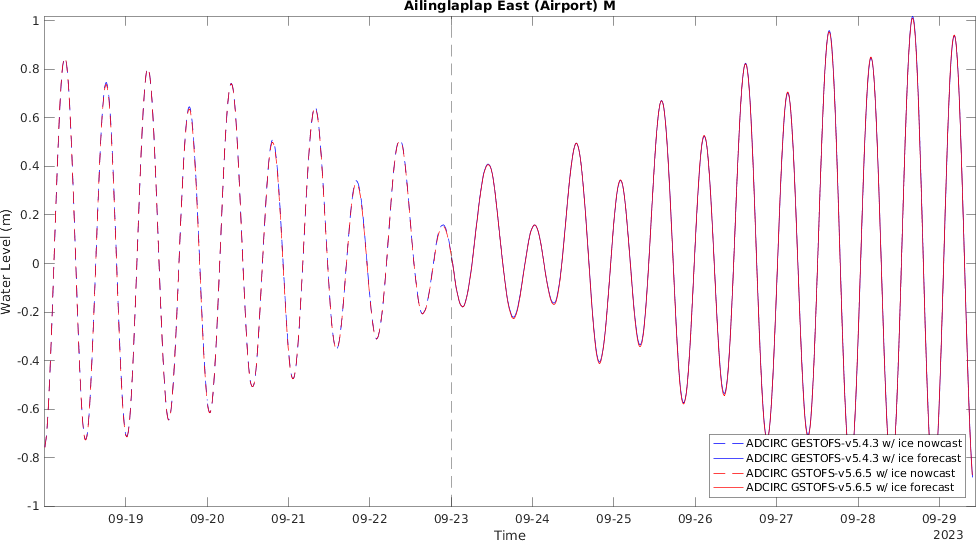 Ailinglaplap East (Airport) M
Water Level (m)
1
0.8
0.6
0.4
0.2
0
-0.2
-0.4
-0.6
-0.8
-1
ADCIRC GESTOFS-v5.4.3 w/ ice nowcast
ADCIRC GESTOFS-v5.4.3 w/ ice forecast
ADCIRC GSTOFS-v5.6.5 w/ ice nowcast
ADCIRC GSTOFS-v5.6.5 w/ ice forecast
09-19 09-20 09-21 09-22 09-23 09-24 09-25 09-26 09-27 09-28 09-29
Time 2023